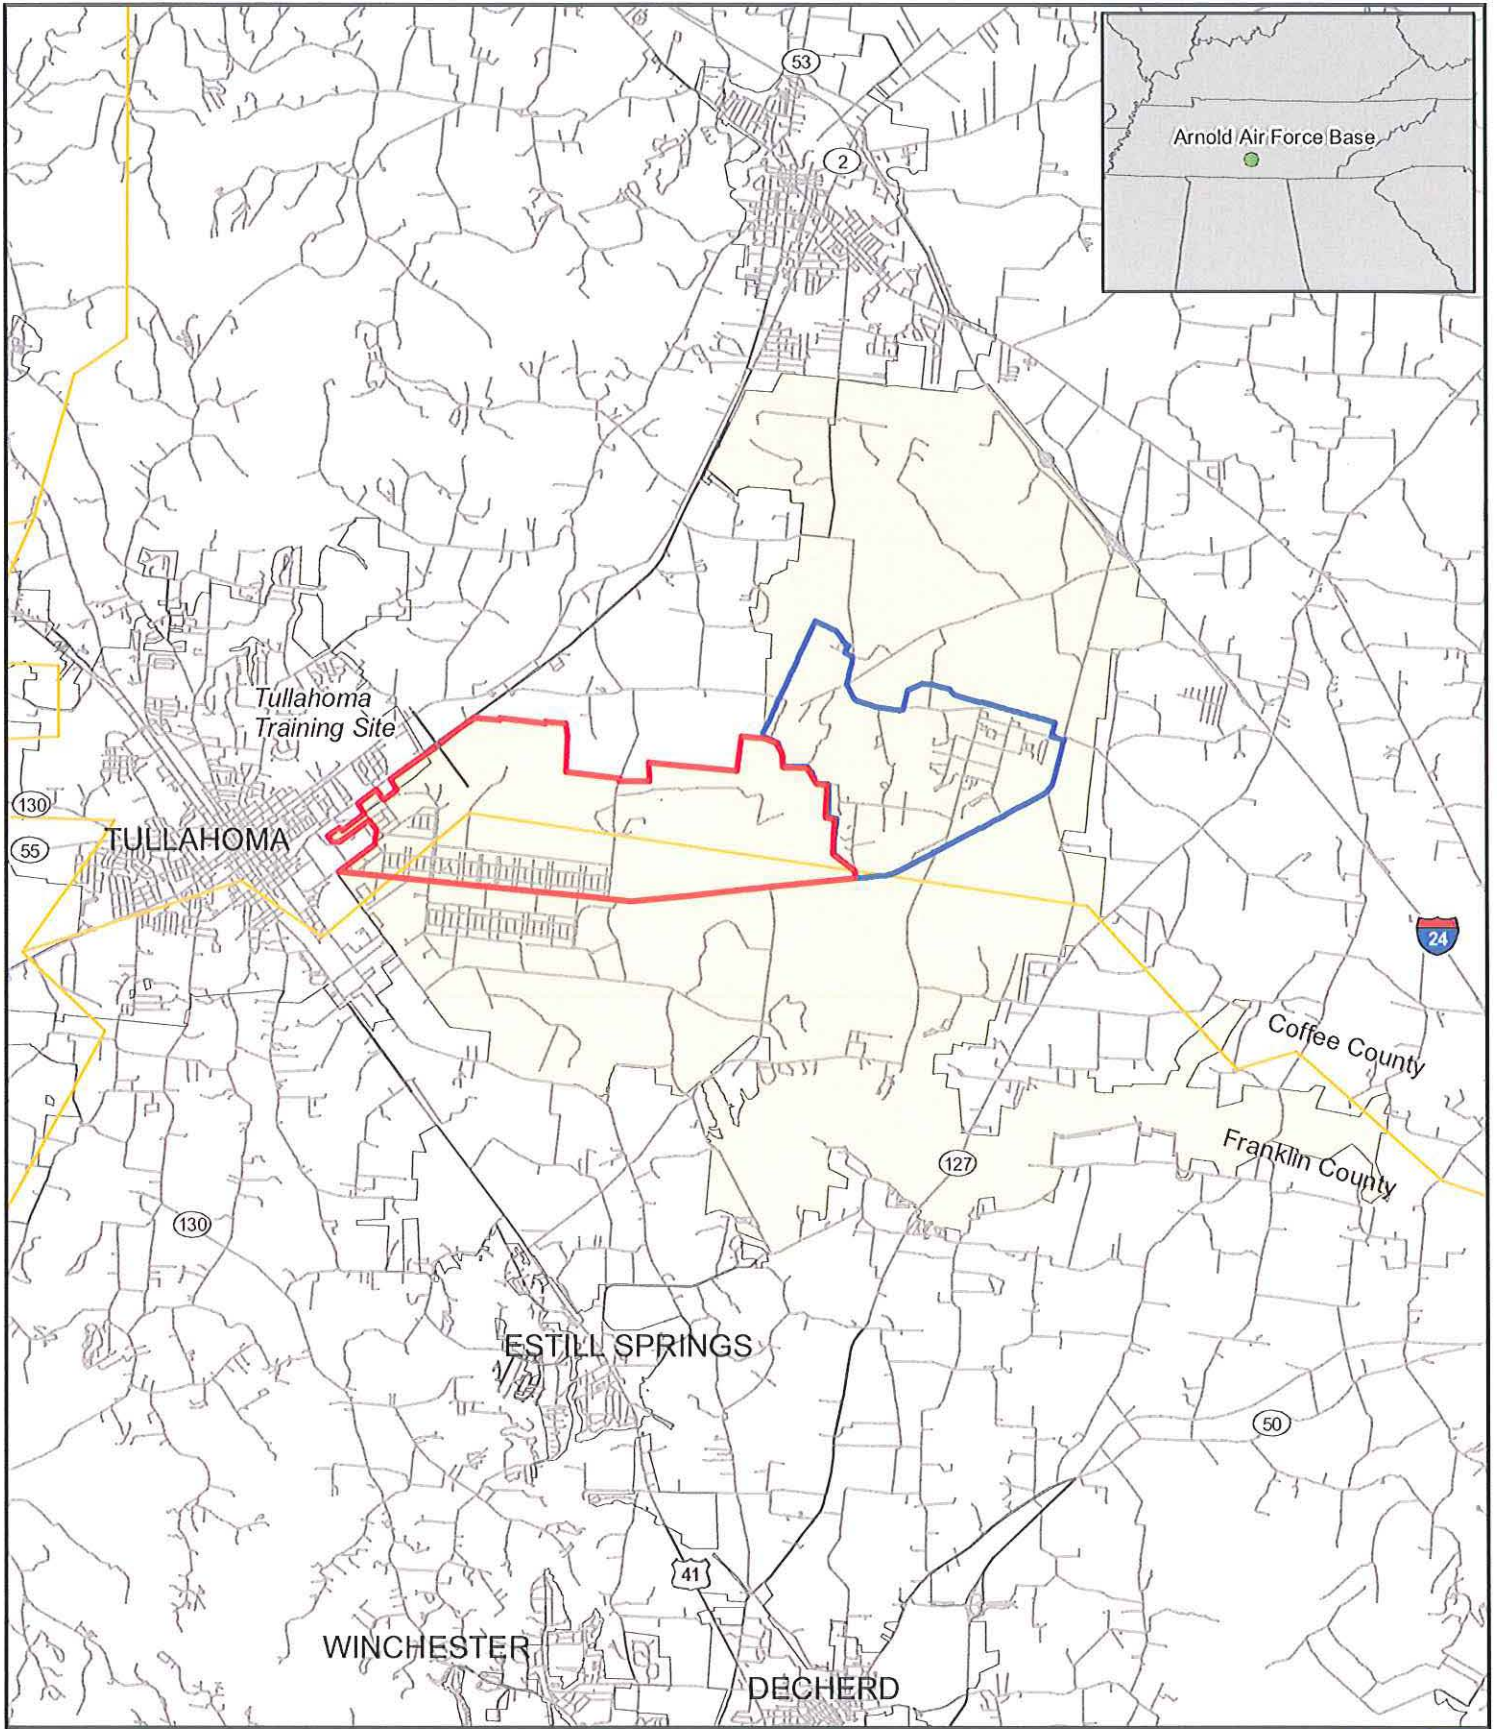 53
2
Arnold Air Force Base
Tullahoma
Training Site
130
55
TULLAHOMA
24
Coffee County
Franklin County
127
130
ESTILL SPRINGS
50
41
WINCHESTER
DECHERD